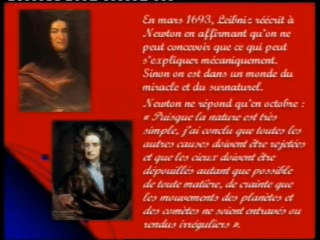 En mars 1693, Leibniz réécrit à
Newton en affirmant qu'on ne
peut concevoir que ce qui peut
s'expliquer mécaniquement.
Sinon on est dans un monde du
miracle et du surnaturel.
Newton ne répond qu'en octobre :
« Puisque la nature est très
simple, j'ai conclu que toutes les
autres causes doivent être rejetées
et que les cieux doivent être
dépouillés autant que possible
de toute matière, de crainte que
les mouvements des planètes et
des comètes ne soient entravés ou
rendus irréguliers ».